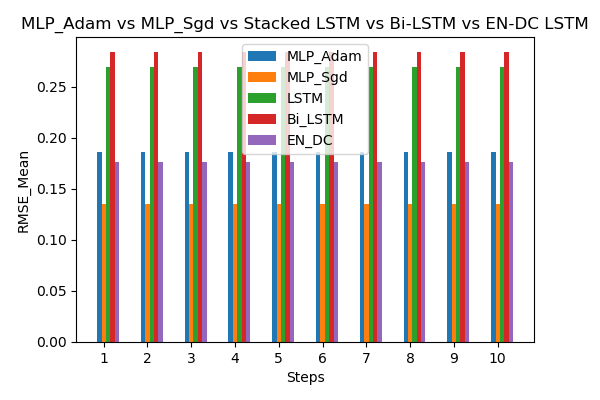 MLP_Adam vs MLP_Sgd vs Stacked LSTM vs Bi-LSTM vs EN-DC LSTM
MLP_Adam
MLP_Sgd
LSTM
Bi_LSTM
EN_DC
RMSE_Mean
0.25
0.20
0.15
0.10
0.05
0.00
1 2 3 4 5 6 7 8 9 10
Steps